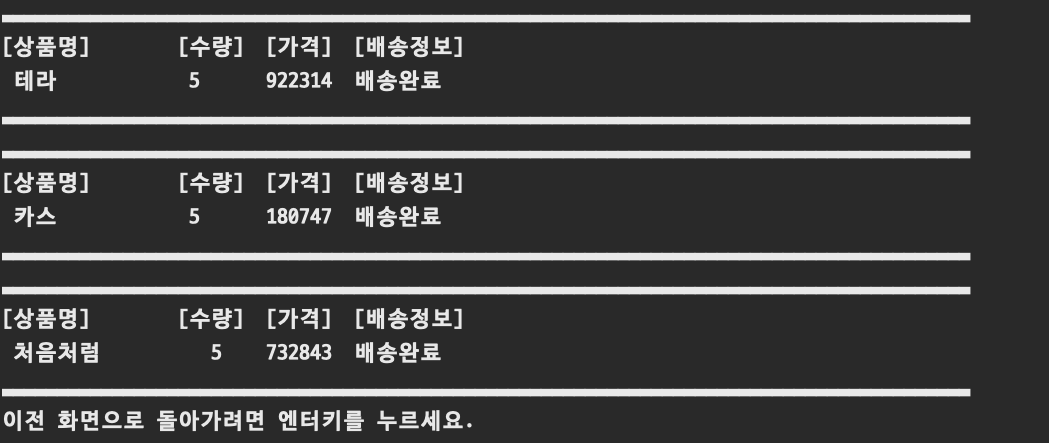 [상품명] [수량] [가격] [배송정보]
테라 5 922314 배송완료
[상품명] [수량] [가격] [배송정보]
카스 5 180747 배송완료
[상품명] [수량] [가격] [배송정보]
처음처럼 5 732843 배송완료
이전 화면으로 돌아가려면 엔터키를 누르세요.